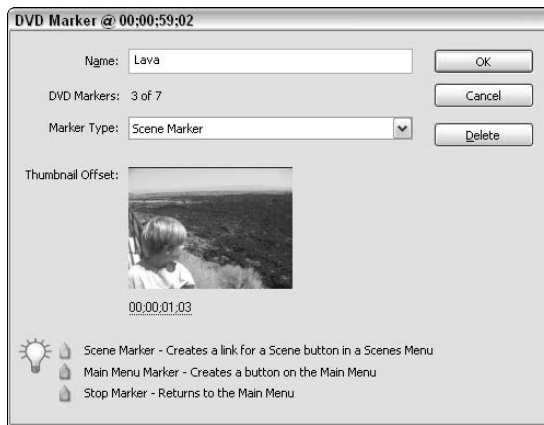 DVD Marker @ 00;00;59;02
Name: Lava
OK
DVD Markers: 3 of 7
Cancel
Marker Type: Scene Marker
Delete
Thumbnail Offset:
00;00;01;03
Scene Marker - Creates a link for a Scene button in a Scenes Menu
Main Menu Marker - Creates a button on the Main Menu
Stop Marker - Returns to the Main Menu